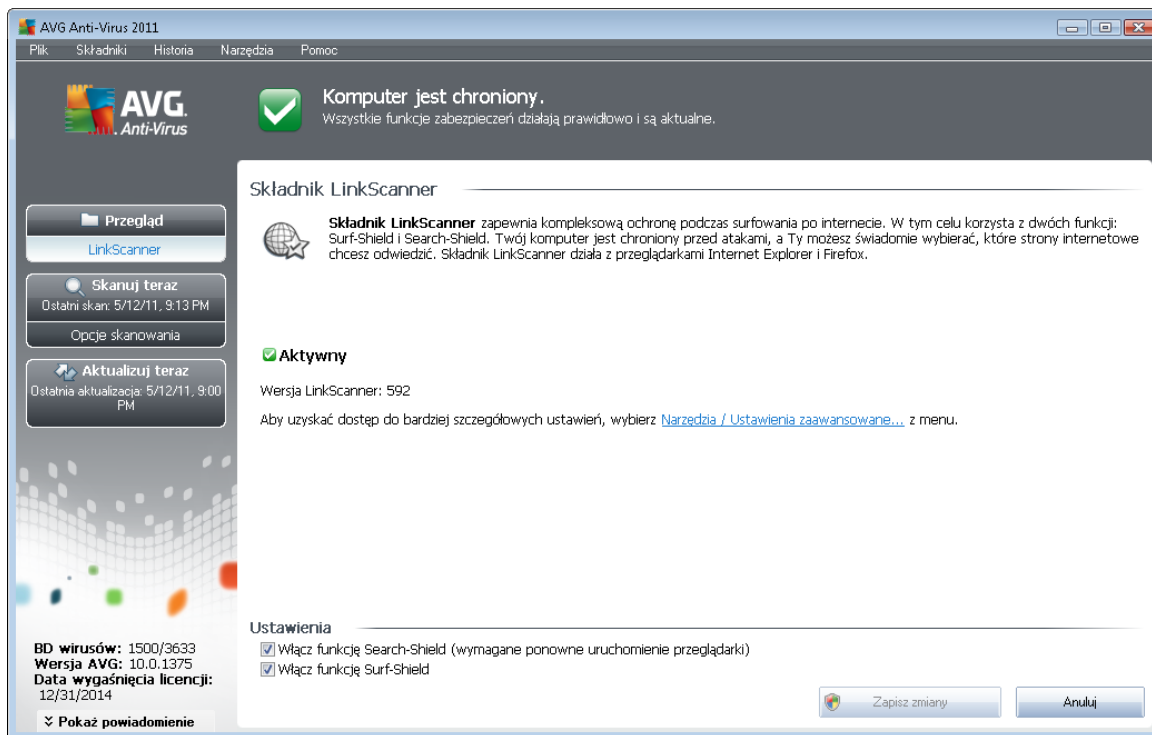 AVG Anti-Virus 2011
Plik Składniki Historia Narzędzia Pomoc
AVG.
Anti-Virus
Komputer jest chroniony.
Wszystkie funkcje zabezpieczeń działają prawidłowo i są aktualne.
Przegląd
LinkScanner
Skanuj teraz
Ostatni skan: 5/12/11, 9:13 PM
Opcje skanowania
Aktualizuj teraz
Ostatnia aktualizacja: 5/12/11, 9:00
PM
BD wirusów: 1500/3633
Wersja AVG: 10.0.1375
Data wygaśnięcia licencji:
12/31/2014
Pokaż powiadomienie
Składnik LinkScanner
Składnik LinkScanner zapewnia kompleksową ochronę podczas surfowania po internecie. W tym celu korzysta z dwóch funkcji:
Surf-Shield i Search-Shield. Twój komputer jest chroniony przed atakami, a Ty możesz świadomie wybierać, które strony internetowe
chcesz odwiedzić. Składnik LinkScanner działa z przeglądarkami Internet Explorer i Firefox.
Aktywny
Wersja LinkScanner: 592
Aby uzyskać dostęp do bardziej szczegółowych ustawień, wybierz Narzędzia / Ustawienia zaawansowane... z menu.
Ustawienia
Włącz funkcję Search-Shield (wymagane ponowne uruchomienie przeglądarki)
Włącz funkcję Surf-Shield
Zapisz zmiany
Anuluj